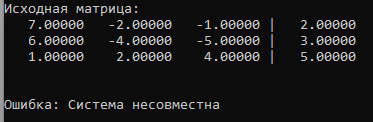 Исходная матрица:
7.00000 -2.00000 -1.00000 | 2.00000
6.00000 -4.00000 -5.00000 | 3.00000
1.00000 2.00000 4.00000 | 5.00000
Ошибка: Система несовместна